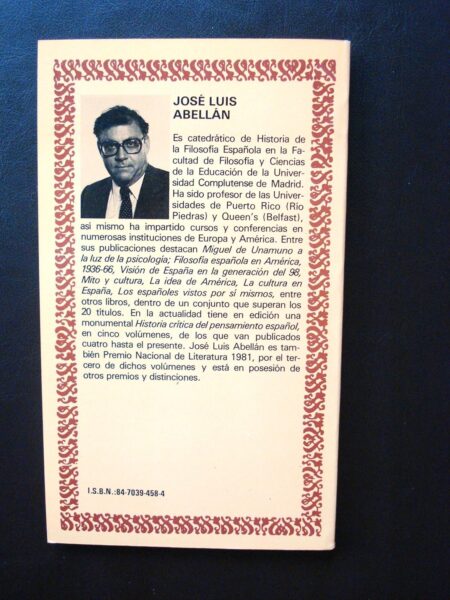 JOSÉ LUIS
ABELLÁN
Es catedrático de Historia de
la Filosofía Española en la Fa-
cultad de Filosofía y Ciencias
de la Educación de la Univer-
sidad Complutense de Madrid.
Ha sido profesor de las Univer-
sidades de Puerto Rico (Río
Piedras) y Queen's (Belfast),
así mismo ha impartido cursos y conferencias en
numerosas instituciones de Europa y América. Entre
sus publicaciones destacan Miguel de Unamuno a
la luz de la psicología; Filosofía española en América,
1936-66, Visión de España en la generación del 98,
Mito y cultura, La idea de América, La cultura en
España, Los españoles vistos por sí mismos, entre
otros libros, dentro de un conjunto que superan los
20 títulos. En la actualidad tiene en edición una
monumental Historia crítica del pensamiento español,
en cinco volúmenes, de los que van publicados
cuatro hasta el presente. José Luis Abellán es tam-
bién Premio Nacional de Literatura 1981, por el ter-
cero de dichos volúmenes y está en posesión de
otros premios y distinciones.
I.S.B.N.:84-7039-458-4